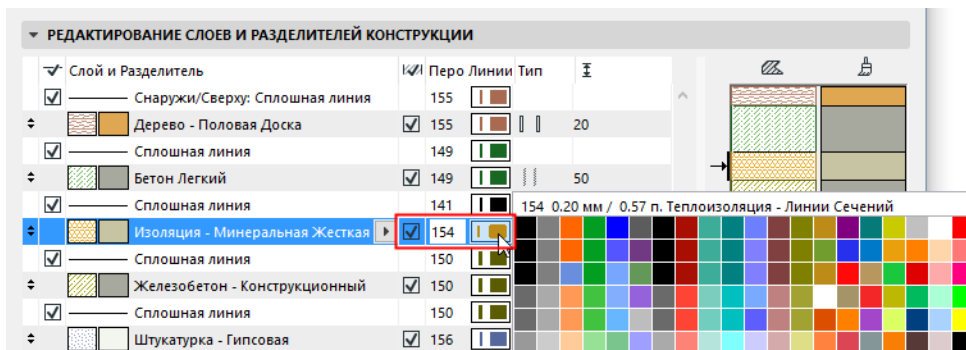 РЕДАКТИРОВАНИЕ СЛОЕВ И РАЗДЕЛИТЕЛЕЙ КОНСТРУКЦИИ
Слой и Разделитель Перо Линии Тип
Снаружи/Сверху: Сплошная линия 155
Дерево - Половая Доска 155 20
Сплошная линия 149
Бетон Легкий 149 50
Сплошная линия 141
154 0.20 мм / 0.57 п. Теплоизоляция - Линии Сечений
Изоляция - Минеральная Жесткая 154
Сплошная линия 150
Железобетон - Конструкционный 150
Сплошная линия 150
Штукатурка - Гипсовая 156